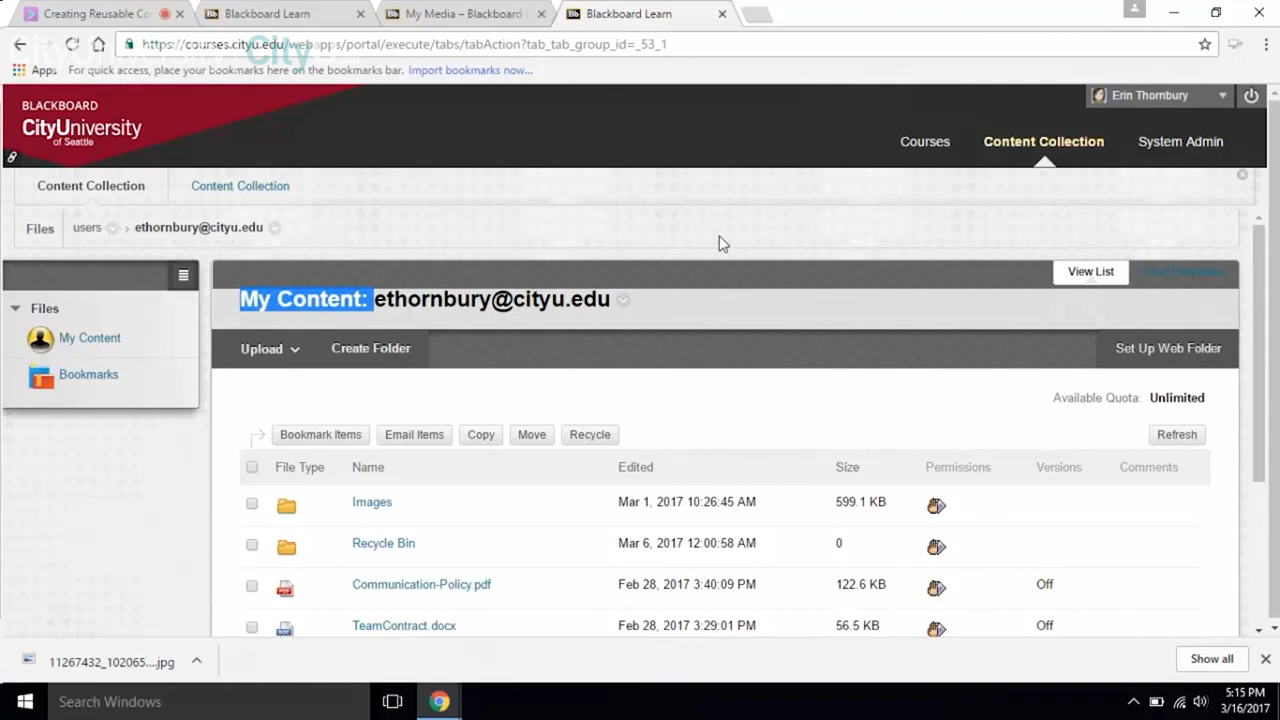 Creating Reusable Co
Blackboard Learn
My Media – Blackboard
Blackboard Learn
https://courses.cityu.edu/webapps/portal/execute/tabs/tabAction?tab_tab_group_id=_53_1
Apps
For quick access, place your bookmarks here on the bookmarks bar. Import bookmarks now...
BLACKBOARD
CityUniversity
of Seattle
Erin Thornbury
Courses
Content Collection
System Admin
Content Collection
Content Collection
Files
users
ethornbury@cityu.edu
View List
Files
My Content
Bookmarks
My Content: ethornbury@cityu.edu
Upload
Create Folder
Set Up Web Folder
Available Quota: Unlimited
Bookmark Items
Email Items
Copy
Move
Recycle
Refresh
File Type Name Edited Size Permissions Versions Comments
Images Mar 1, 2017 10:26:45 AM 599.1 KB
Recycle Bin Mar 6, 2017 12:00:58 AM 0
Communication-Policy.pdf Feb 28, 2017 3:40:09 PM 122.6 KB Off
TeamContract.docx Feb 28, 2017 3:29:01 PM 56.5 KB Off
11267432_102065....jpg
Show all
Search Windows
5:15 PM
3/16/2017